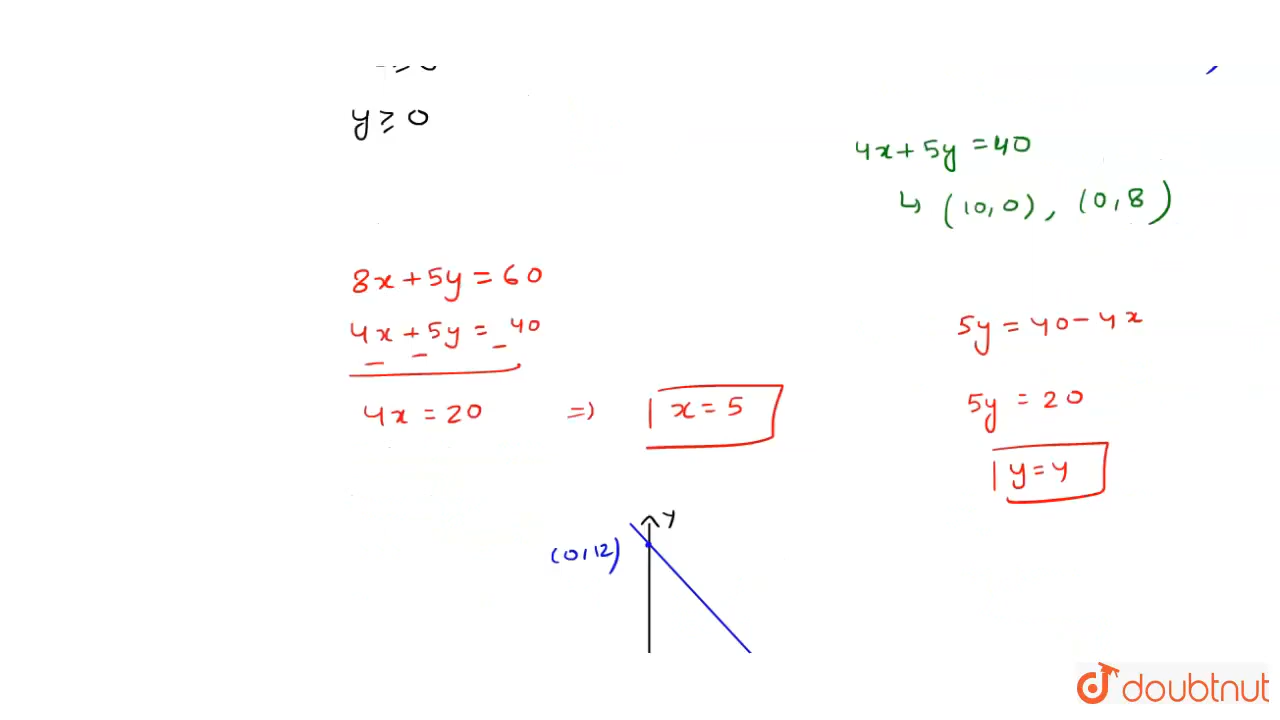 y ≥ 0
4x + 5y = 40
↳ (10, 0), (0, 8)
8x + 5y = 60
4x + 5y = 40
− − −
4x = 20 ⇒ x = 5
5y = 40 - 4x
5y = 20
y = 4
y
(0, 12)
doubtnut